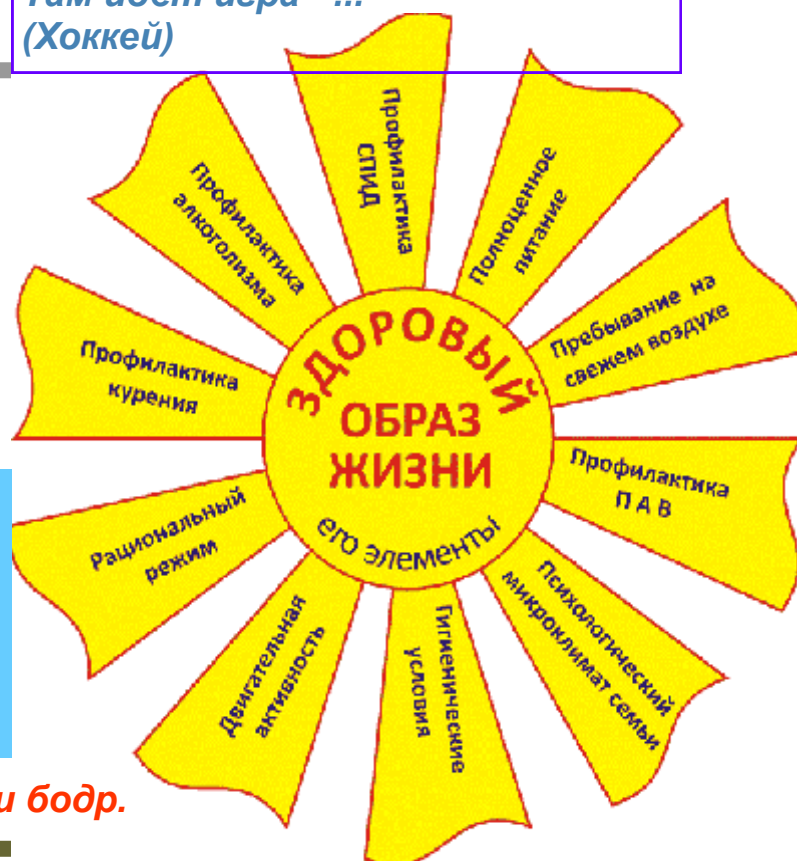 (Хоккей)
ЗДОРОВЫЙ
ОБРАЗ
ЖИЗНИ
его элементы
Профилактика
СПИД
Полноценное
питание
Пребывание на
свежем воздухе
Профилактика
П А В
Психологический
микроклимат семьи
Гигиенические
условия
Двигательная
активность
Рациональный
режим
Профилактика
курения
Профилактика
алкоголизма
бодр.